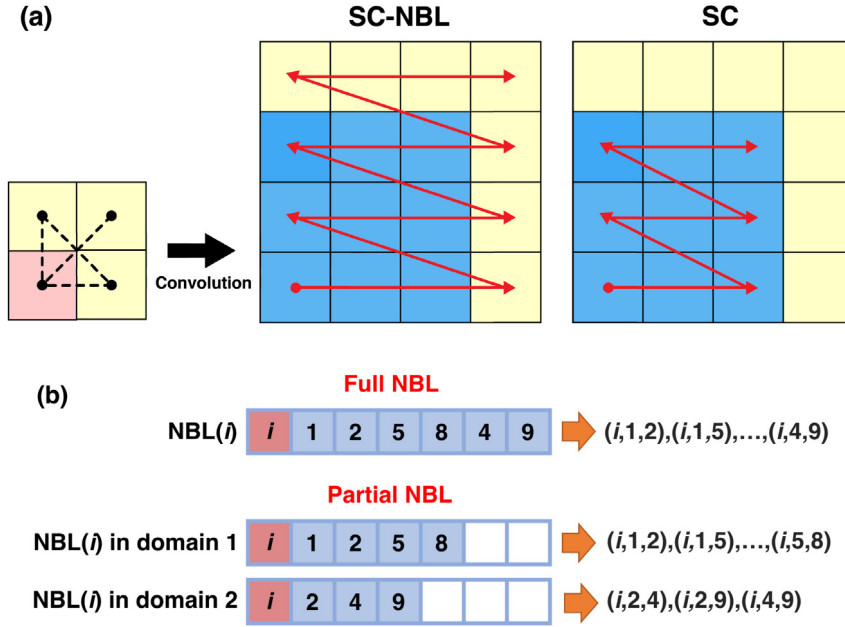 (a)
SC-NBL
SC
Convolution
(b)
Full NBL
NBL(i) i 1 2 5 8 4 9 (i,1,2),(i,1,5),...,(i,4,9)
Partial NBL
NBL(i) in domain 1 i 1 2 5 8 (i,1,2),(i,1,5),...,(i,5,8)
NBL(i) in domain 2 i 2 4 9 (i,2,4),(i,2,9),(i,4,9)